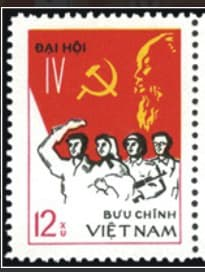 ĐẠI HỘI
IV
12 XU
BƯU CHÍNH
VIỆT NAM